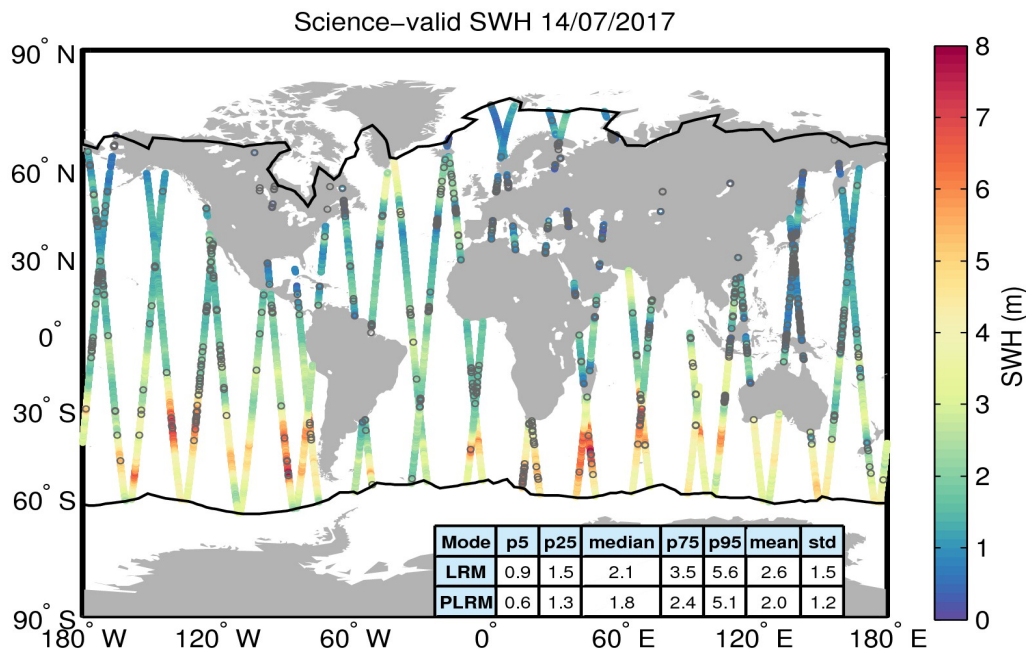 Science−valid SWH 14/07/2017
90° N
60° N
30° N
0°
30° S
60° S
90° S
180° W 120° W 60° W 0° 60° E 120° E 180° E
Mode p5 p25 median p75 p95 mean std
LRM 0.9 1.5 2.1 3.5 5.6 2.6 1.5
PLRM 0.6 1.3 1.8 2.4 5.1 2.0 1.2
8
7
6
5
4
3
2
1
0
SWH (m)